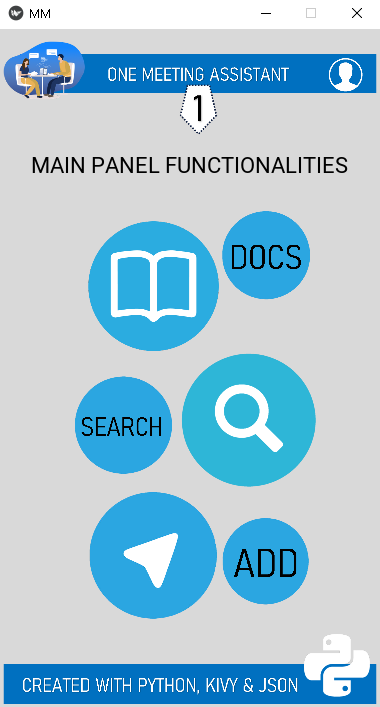 MM
ONE MEETING ASSISTANT
1
MAIN PANEL FUNCTIONALITIES
DOCS
SEARCH
ADD
CREATED WITH PYTHON, KIVY & JSON